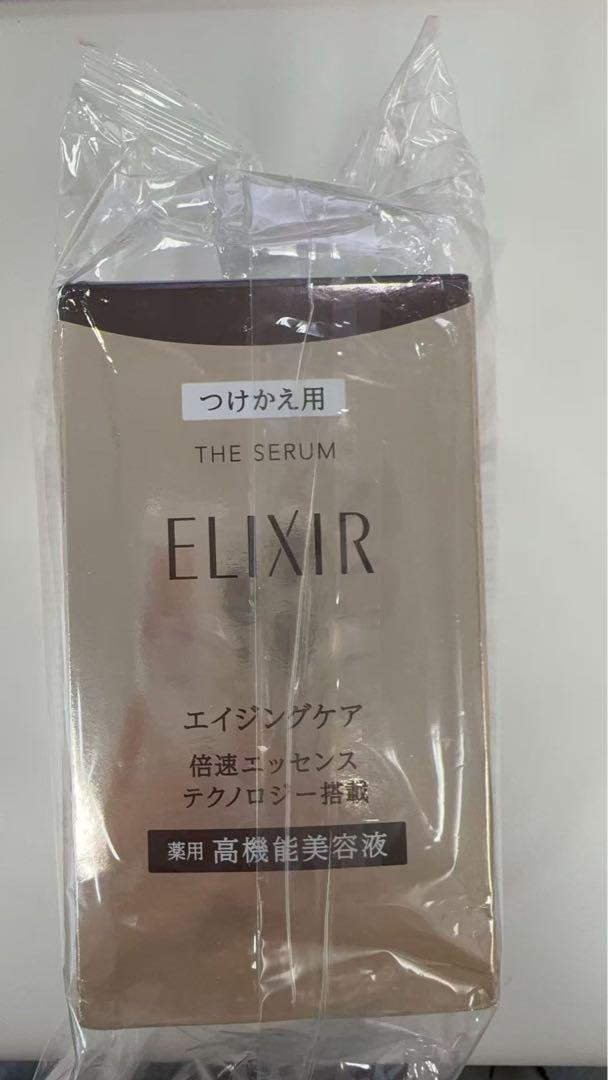 つけかえ用
THE SERUM
ELIXIR
エイジングケア
倍速エッセンス
テクノロジー搭載
薬用 高機能美容液